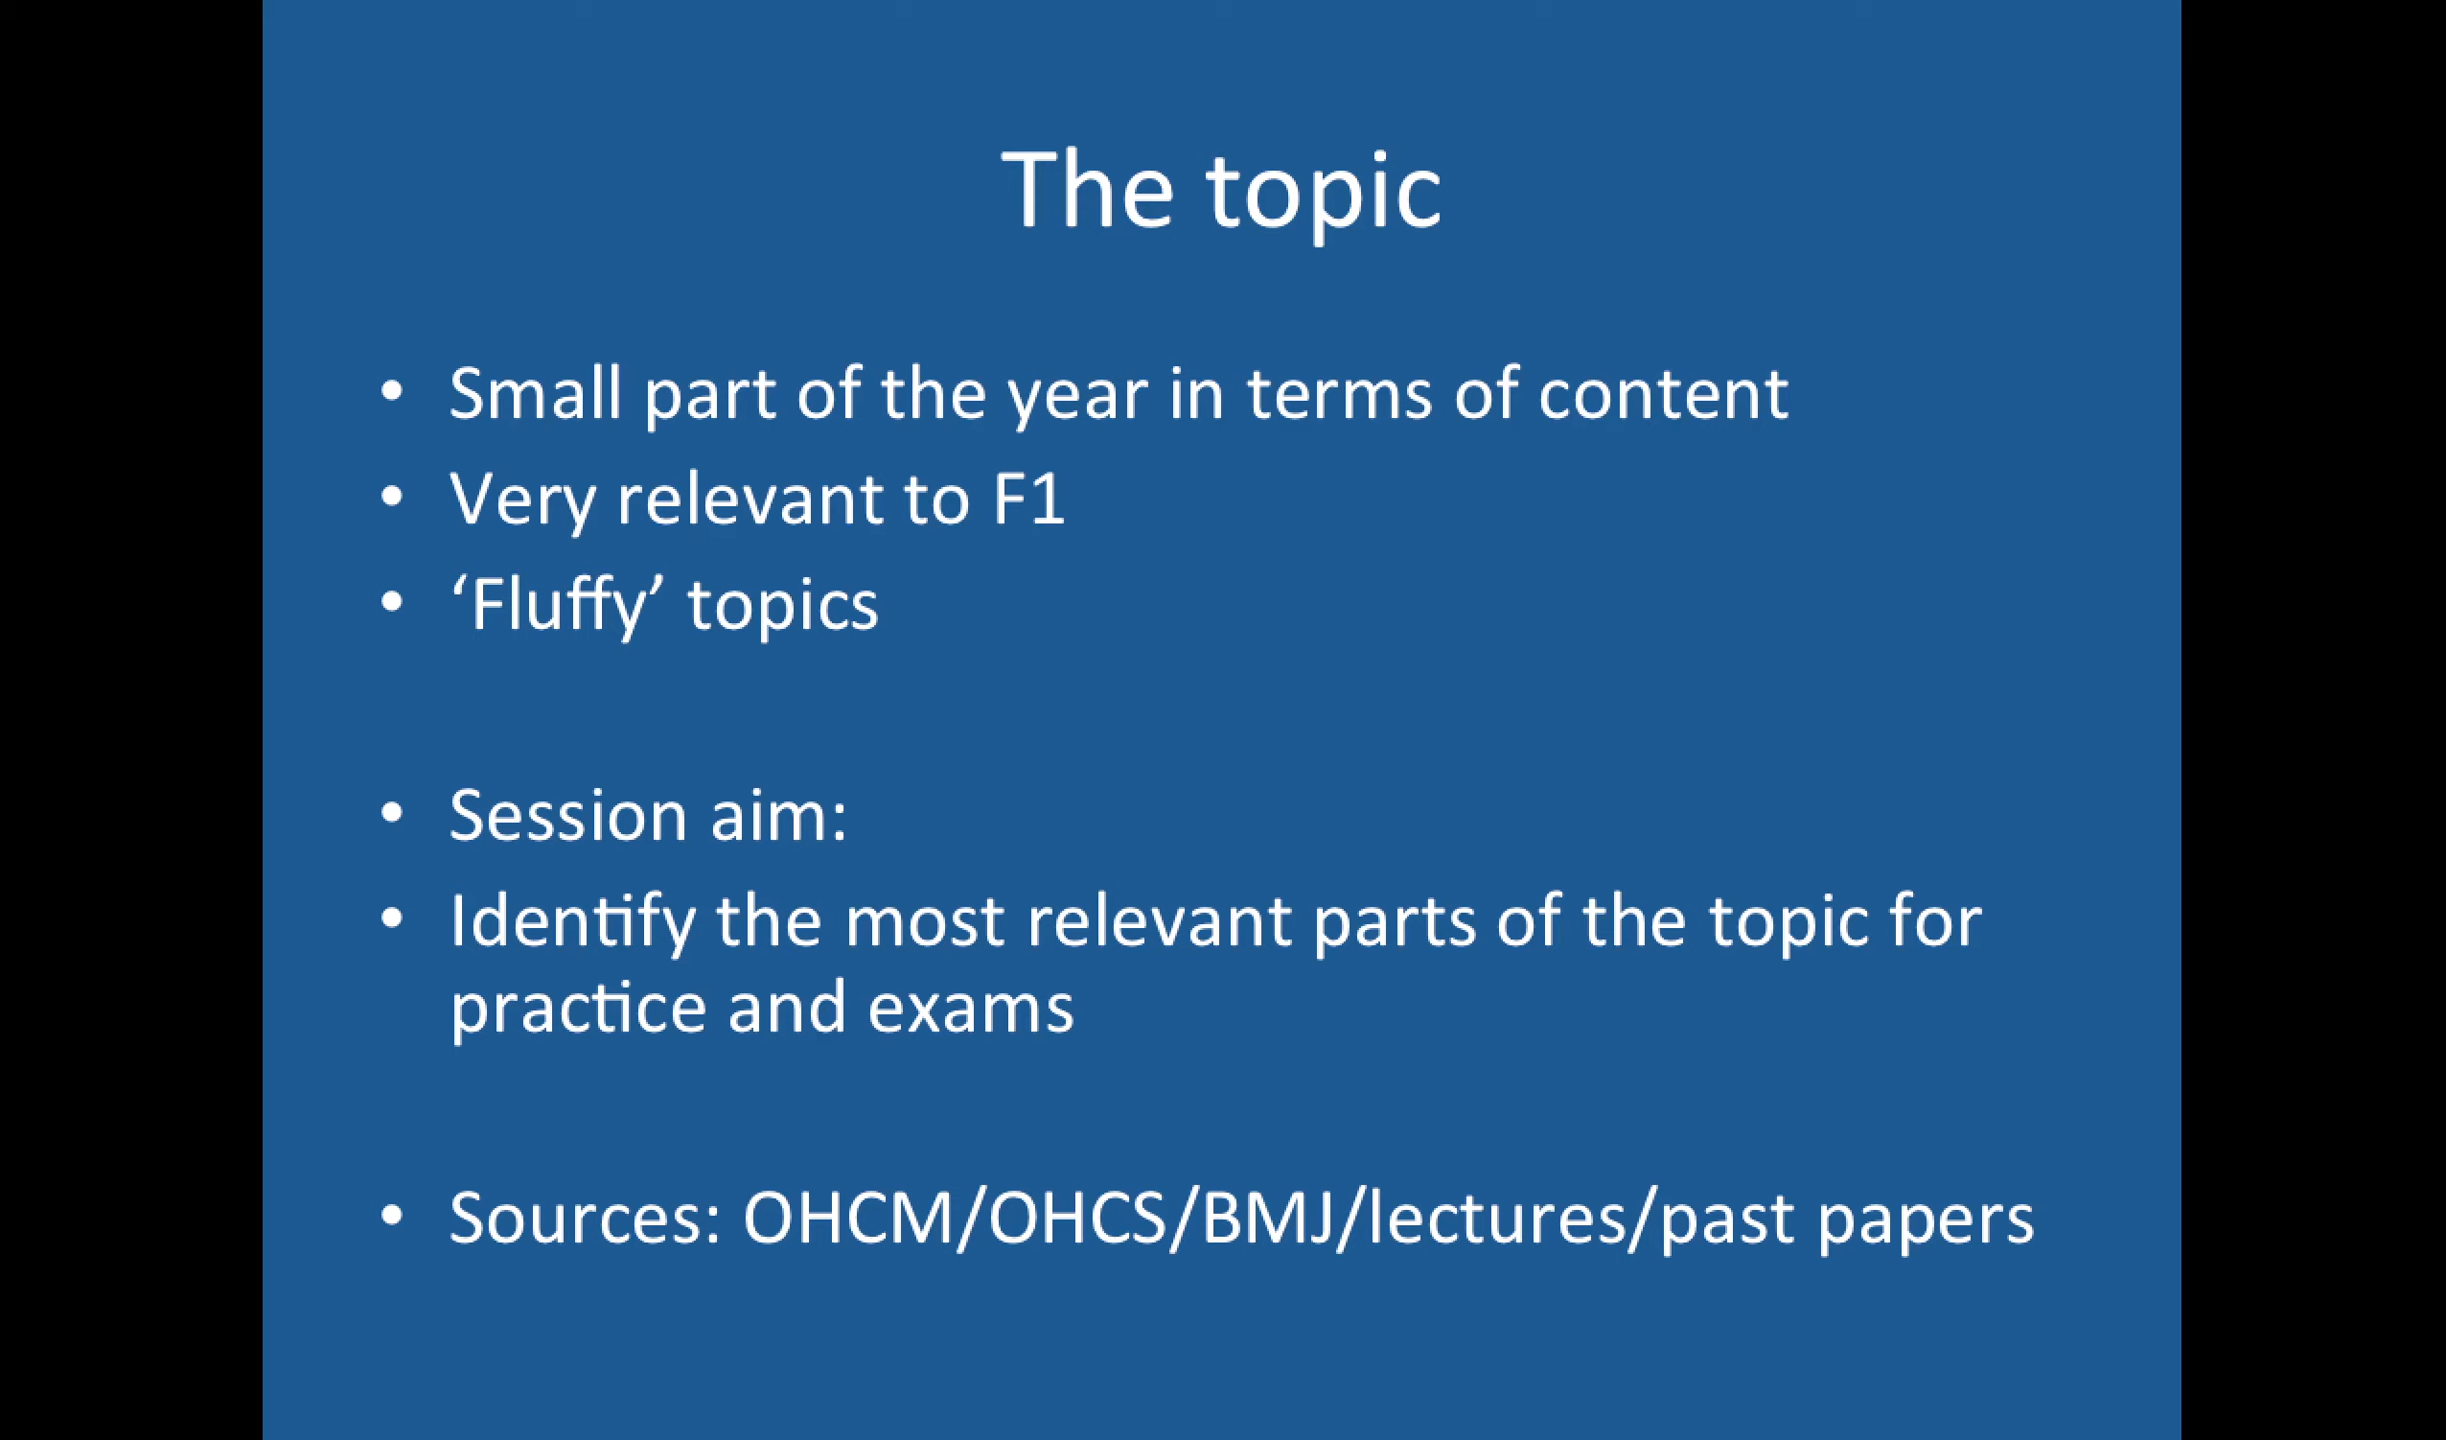 The topic
• Small part of the year in terms of content
• Very relevant to F1
• ‘Fluffy’ topics
• Session aim:
• Identify the most relevant parts of the topic for
practice and exams
• Sources: OHCM/OHCS/BMJ/lectures/past papers